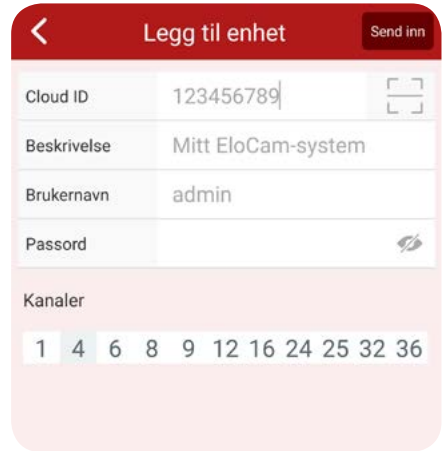 Legg til enhet Send inn
Cloud ID 123456789
Beskrivelse Mitt EloCam-system
Brukernavn admin
Passord
Kanaler
1 4 6 8 9 12 16 24 25 32 36